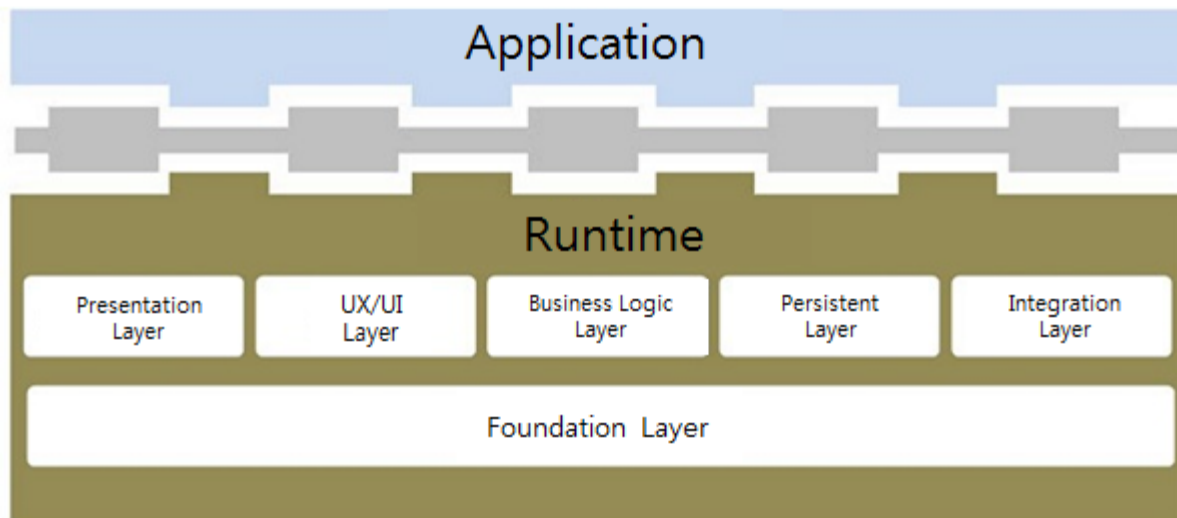 Application
Runtime
Presentation
Layer
UX/UI
Layer
Business Logic
Layer
Persistent
Layer
Integration
Layer
Foundation Layer